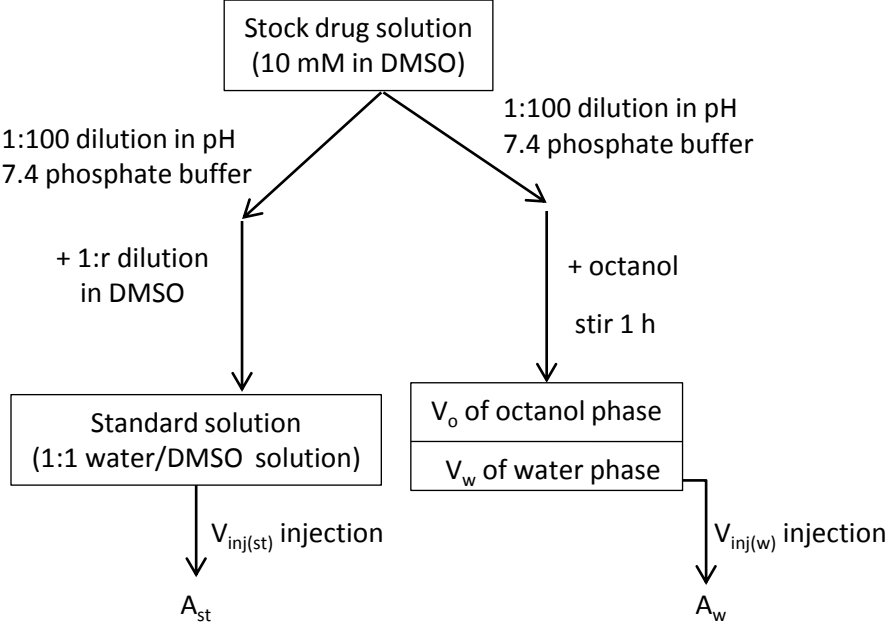 Stock drug solution
(10 mM in DMSO)
1:100 dilution in pH
7.4 phosphate buffer
1:100 dilution in pH
7.4 phosphate buffer
+ 1:r dilution
in DMSO
+ octanol
stir 1 h
Standard solution
(1:1 water/DMSO solution)
V_o of octanol phase
V_w of water phase
V_inj(st) injection
V_inj(w) injection
A_st
A_w